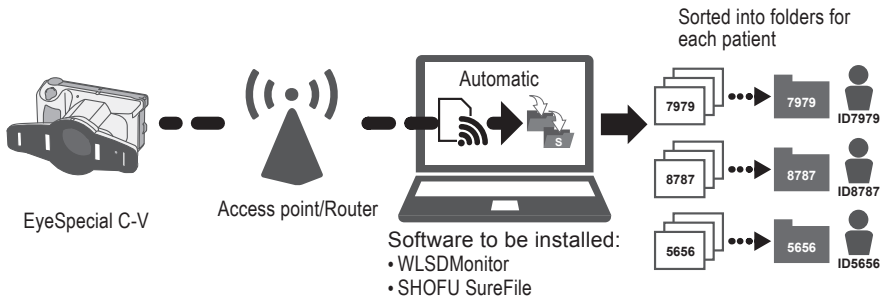 Sorted into folders for
each patient
Automatic
S
7979
7979
ID7979
8787
8787
ID8787
5656
5656
ID5656
EyeSpecial C-V
Access point/Router
Software to be installed:
• WLSDMonitor
• SHOFU SureFile